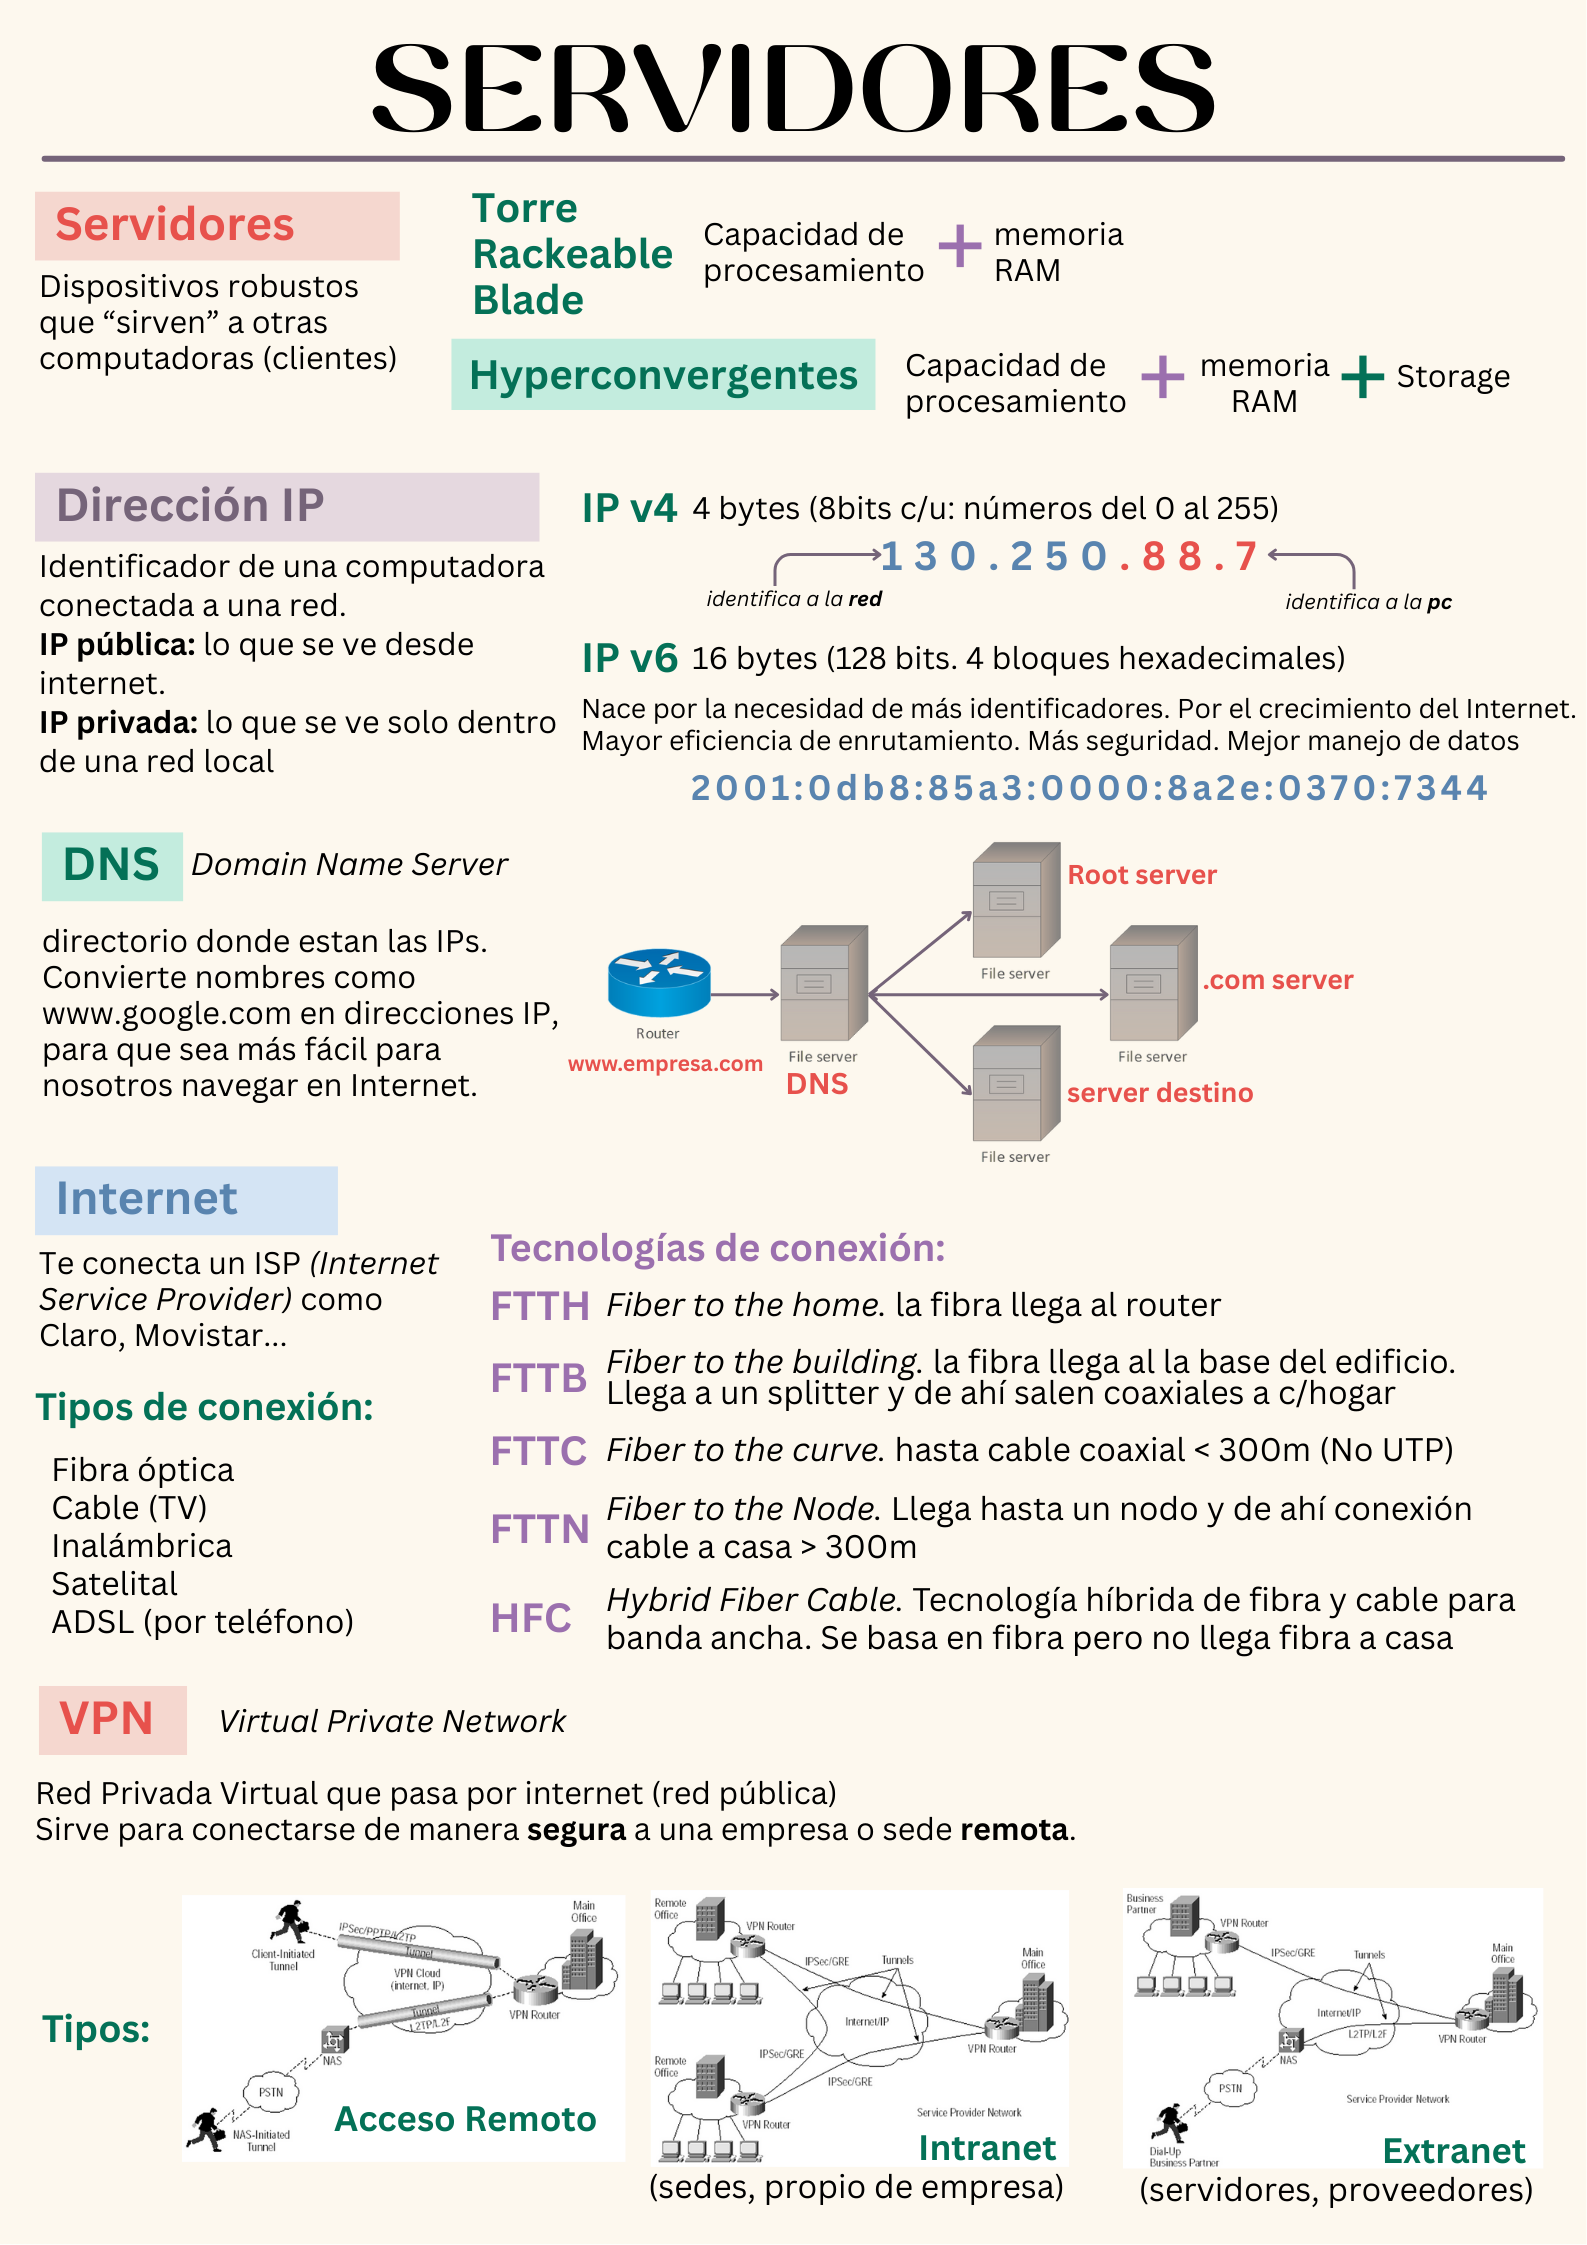 SERVIDORES
Servidores
Dispositivos robustos
que “sirven” a otras
computadoras (clientes)
Torre
Rackeable
Blade
Capacidad de
procesamiento
+
memoria
RAM
Hyperconvergentes
Capacidad de
procesamiento
+
memoria
RAM
+
Storage
Dirección IP
Identificador de una computadora
conectada a una red.
IP pública: lo que se ve desde
internet.
IP privada: lo que se ve solo dentro
de una red local
IP v4 4 bytes (8bits c/u: números del 0 al 255)
130.250.88.7
identifica a la red
identifica a la pc
IP v6 16 bytes (128 bits. 4 bloques hexadecimales)
Nace por la necesidad de más identificadores. Por el crecimiento del Internet.
Mayor eficiencia de enrutamiento. Más seguridad. Mejor manejo de datos
2001:0db8:85a3:0000:8a2e:0370:7344
DNS Domain Name Server
directorio donde estan las IPs.
Convierte nombres como
www.google.com en direcciones IP,
para que sea más fácil para
nosotros navegar en Internet.
Router
www.empresa.com
File server
DNS
Root server
File server
.com server
File server
server destino
File server
Internet
Te conecta un ISP (Internet
Service Provider) como
Claro, Movistar...
Tipos de conexión:
Fibra óptica
Cable (TV)
Inalámbrica
Satelital
ADSL (por teléfono)
Tecnologías de conexión:
FTTH Fiber to the home. la fibra llega al router
FTTB Fiber to the building. la fibra llega al la base del edificio.
Llega a un splitter y de ahí salen coaxiales a c/hogar
FTTC Fiber to the curve. hasta cable coaxial < 300m (No UTP)
FTTN Fiber to the Node. Llega hasta un nodo y de ahí conexión
cable a casa > 300m
HFC Hybrid Fiber Cable. Tecnología híbrida de fibra y cable para
banda ancha. Se basa en fibra pero no llega fibra a casa
VPN Virtual Private Network
Red Privada Virtual que pasa por internet (red pública)
Sirve para conectarse de manera segura a una empresa o sede remota.
Tipos:
Client-Initiated
Tunnel
IPSec/PPTP/L2TP
Tunnel
VPN Cloud
(internet, IP)
Tunnel
L2TP/L2F
Main
Office
VPN Router
NAS
PSTN
NAS-Initiated
Tunnel
Acceso Remoto
Remote
Office
VPN Router
IPSec/GRE
Tunnels
Main
Office
Internet/IP
VPN Router
Remote
Office
IPSec/GRE
IPSec/GRE
VPN Router
Service Provider Network
Intranet
(sedes, propio de empresa)
Business
Partner
VPN Router
IPSec/GRE
Tunnels
Main
Office
Internet/IP
L2TP/L2F
VPN Router
NAS
PSTN
Service Provider Network
Dial-Up
Business Partner
Extranet
(servidores, proveedores)